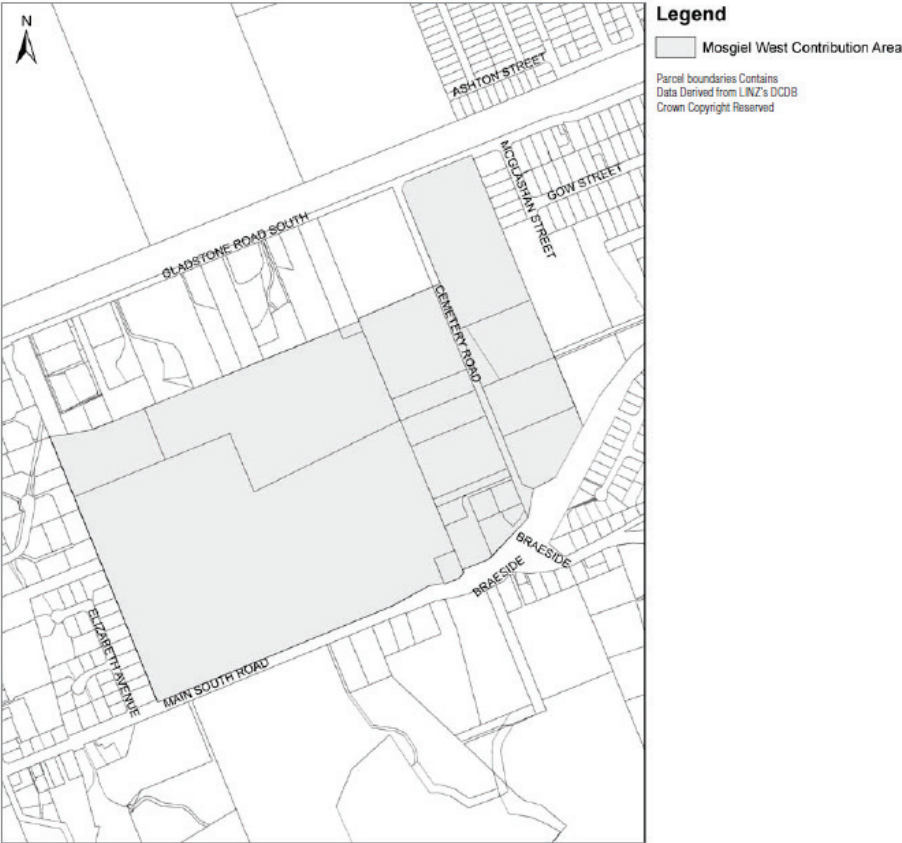 N
Legend
Mosgiel West Contribution Area
Parcel boundaries Contains
Data Derived from LINZ's DCDB
Crown Copyright Reserved
ASHTON STREET
MCGLASHAN STREET
GOW STREET
GLADSTONE ROAD SOUTH
CEMETERY ROAD
BRAESIDE
BRAESIDE
ELIZABETH AVENUE
MAIN SOUTH ROAD